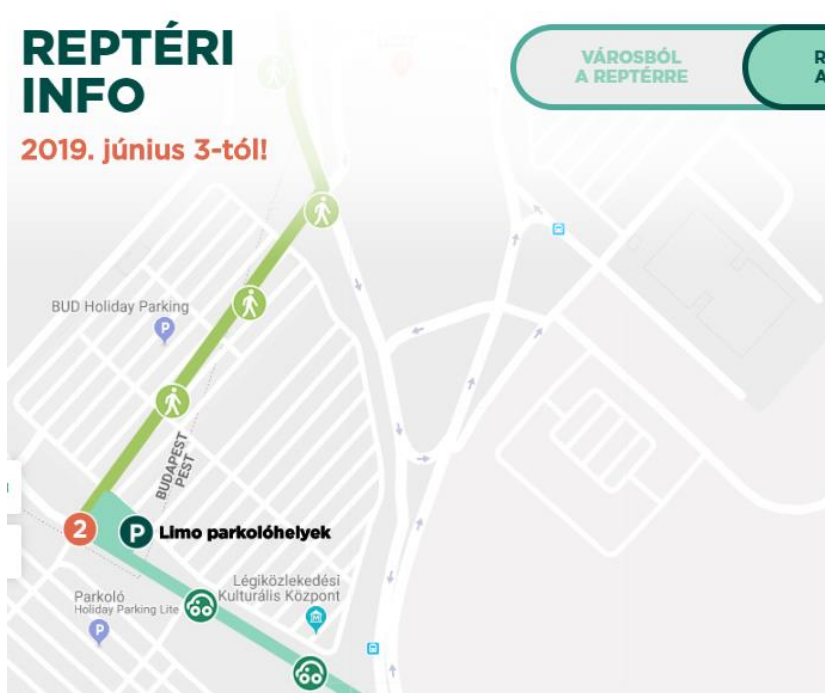 REPTÉRI
INFO
2019. június 3-tól!
VÁROSBÓL
A REPTÉRRE
R
A
BUD Holiday Parking
P
BUDAPEST
PEST
2
P
Limo parkolóhelyek
Légiközlekedési
Kulturális Központ
Parkoló
Holiday Parking Lite
P
M